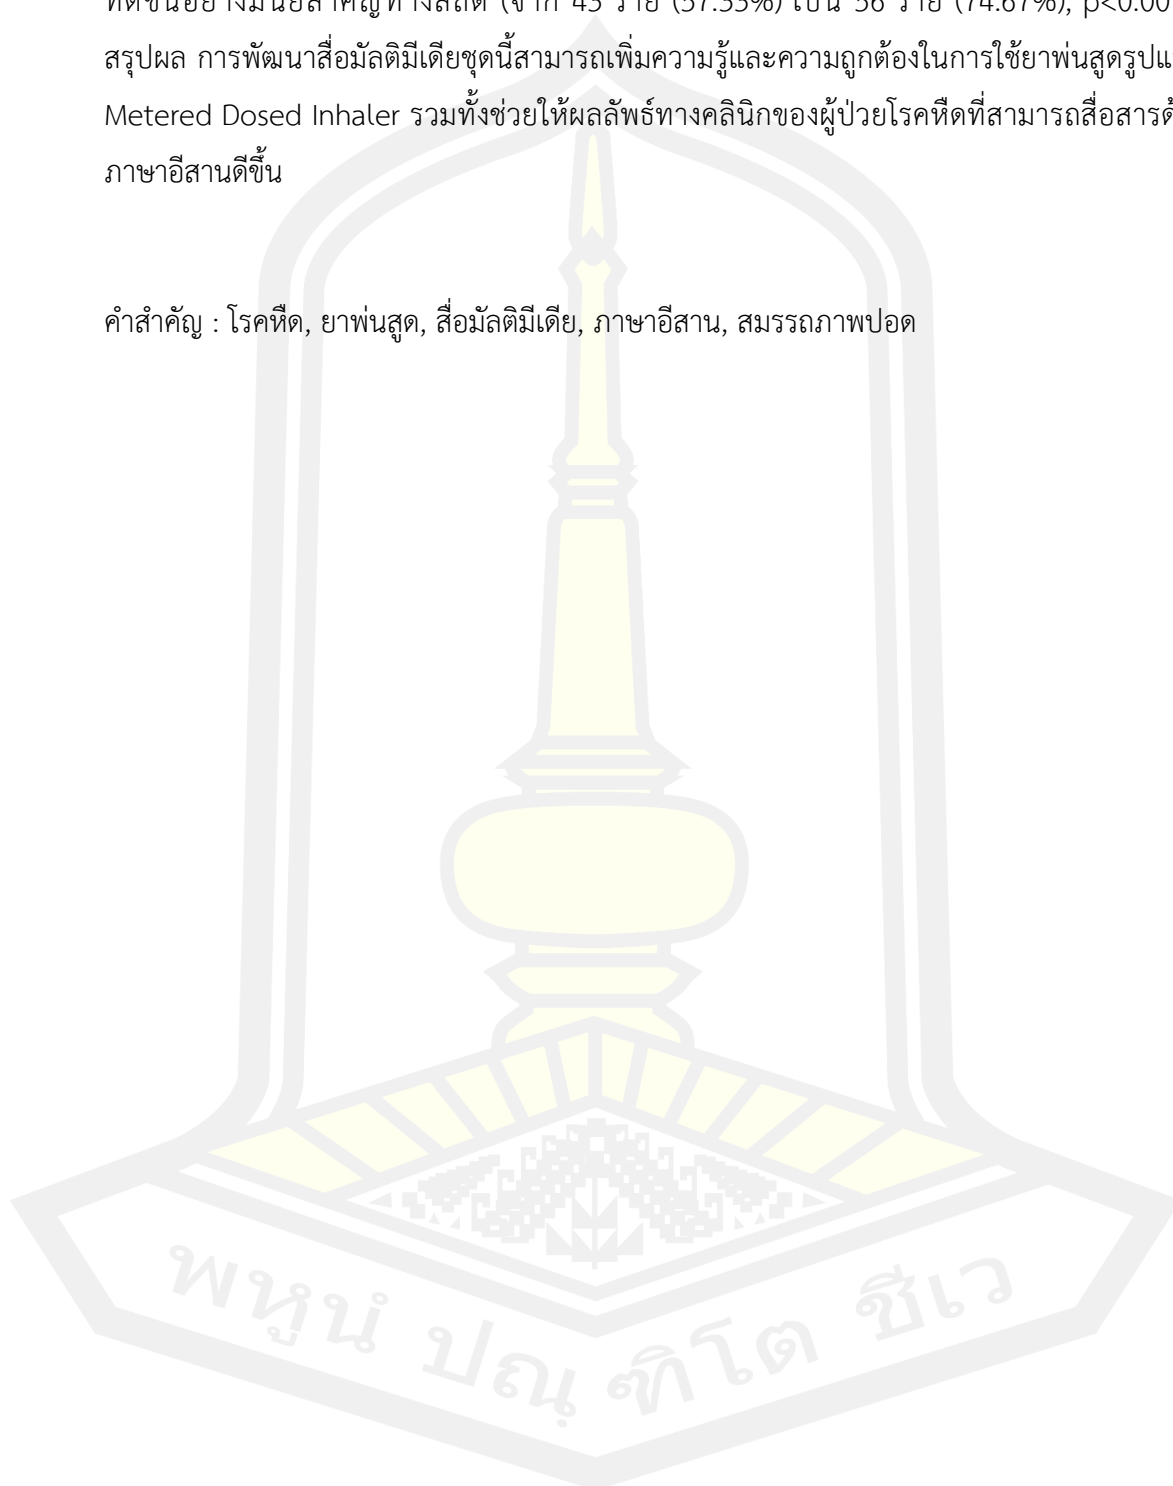 ที่ดีขึ้นอย่างมีนัยสำคัญทางสถิติ (จาก 43 ราย (57.33%) เป็น 56 ราย (74.67%), p<0.00
สรุปผล การพัฒนาสื่อมัลติมีเดียชุดนี้สามารถเพิ่มความรู้และความถูกต้องในการใช้ยาพ่นสูดรูปแ
Metered Dosed Inhaler รวมทั้งช่วยให้ผลลัพธ์ทางคลินิกของผู้ป่วยโรคหืดที่สามารถสื่อสารด้
ภาษาอีสานดีขึ้น
คำสำคัญ : โรคหืด, ยาพ่นสูด, สื่อมัลติมีเดีย, ภาษาอีสาน, สมรรถภาพปอด
พหูนํ ปณฺฑิโต ชีเว